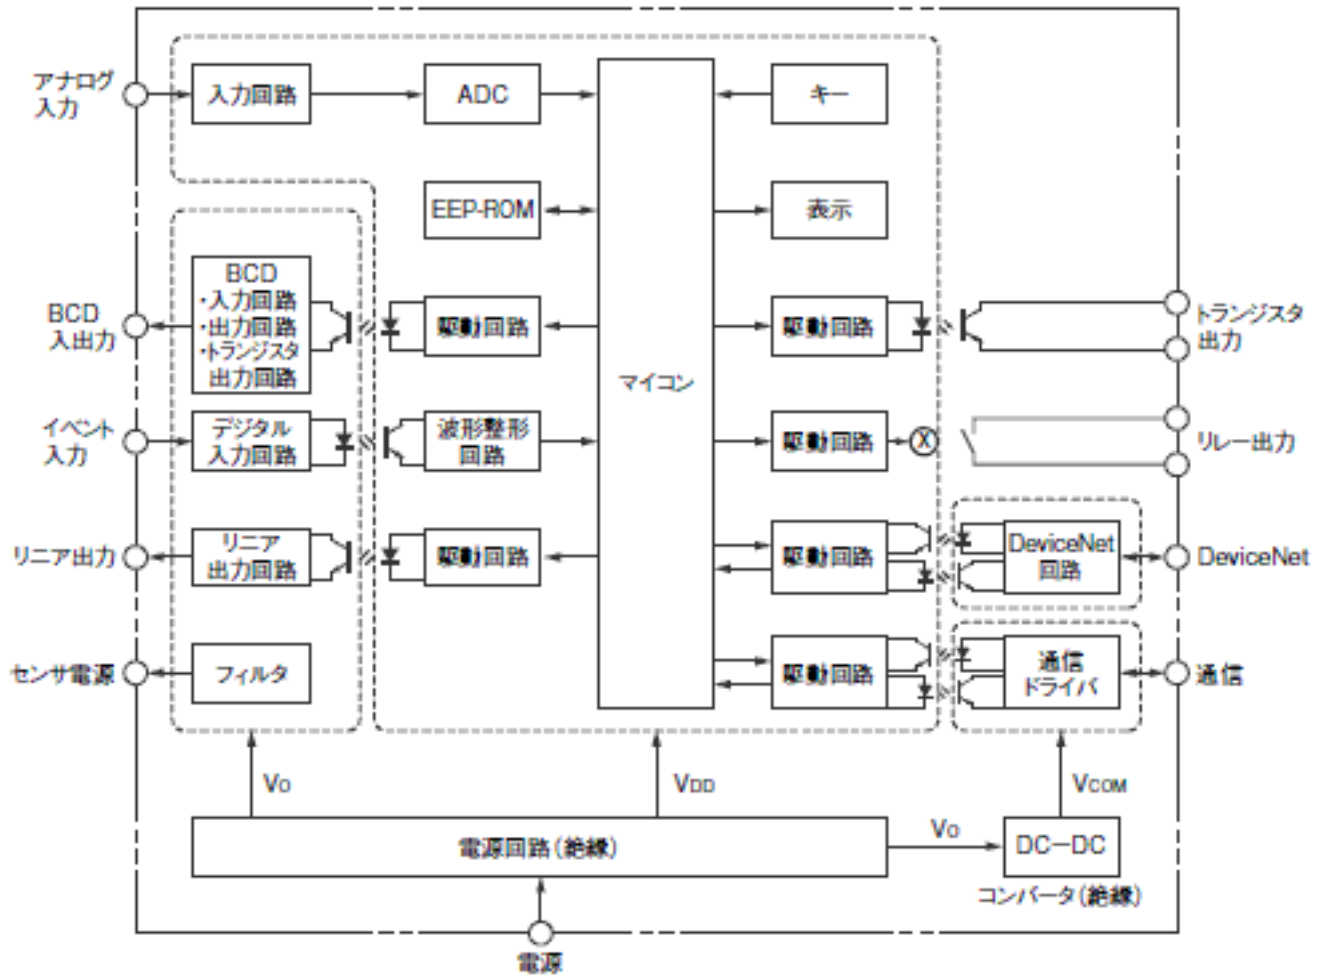 アナログ
入力
入力回路
ADC
キー
EEP-ROM
表示
BCD
入出力
BCD
・入力回路
・出力回路
・トランジスタ
出力回路
駆動回路
マイコン
駆動回路
トランジスタ
出力
イベント
入力
デジタル
入力回路
波形整形
回路
駆動回路
X
リレー出力
リニア出力
リニア
出力回路
駆動回路
駆動回路
DeviceNet
回路
DeviceNet
センサ電源
フィルタ
駆動回路
通信
ドライバ
通信
VO
VDD
VCOM
電源回路(絶縁)
VO
DC-DC
コンバータ(絶縁)
電源